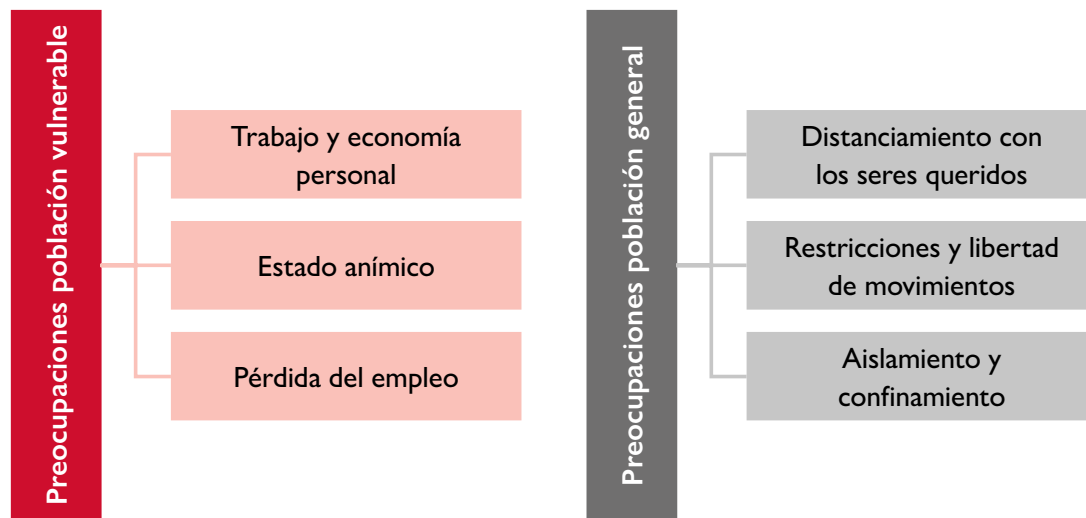 Preocupaciones población vulnerable
Trabajo y economía
personal
Estado anímico
Pérdida del empleo
Preocupaciones población general
Distanciamiento con
los seres queridos
Restricciones y libertad
de movimientos
Aislamiento y
confinamiento